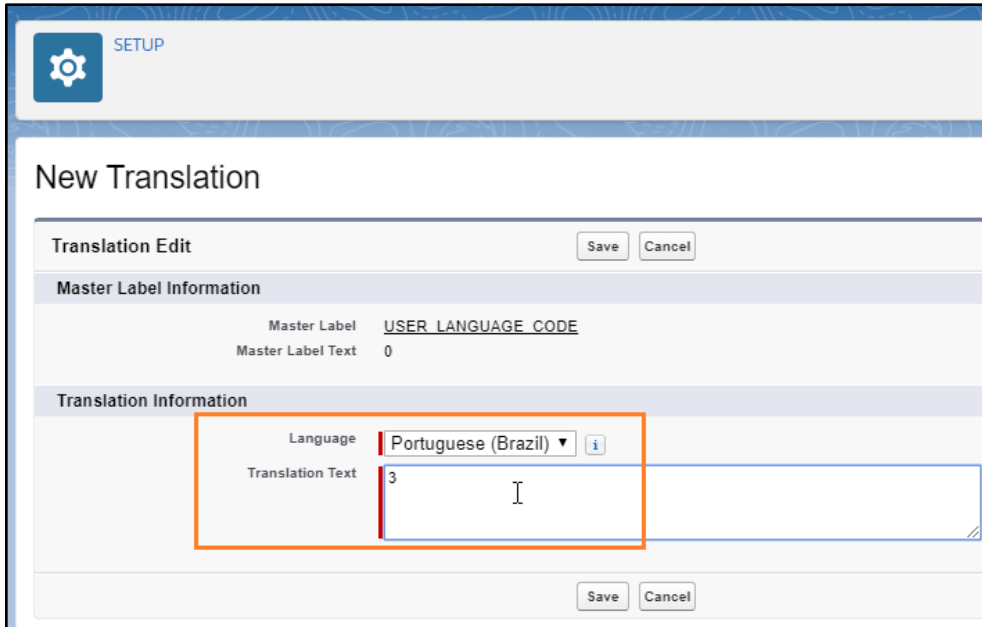 SETUP
New Translation
Translation Edit Save Cancel
Master Label Information
Master Label USER_LANGUAGE_CODE
Master Label Text 0
Translation Information
Language Portuguese (Brazil)
Translation Text 3
Save Cancel